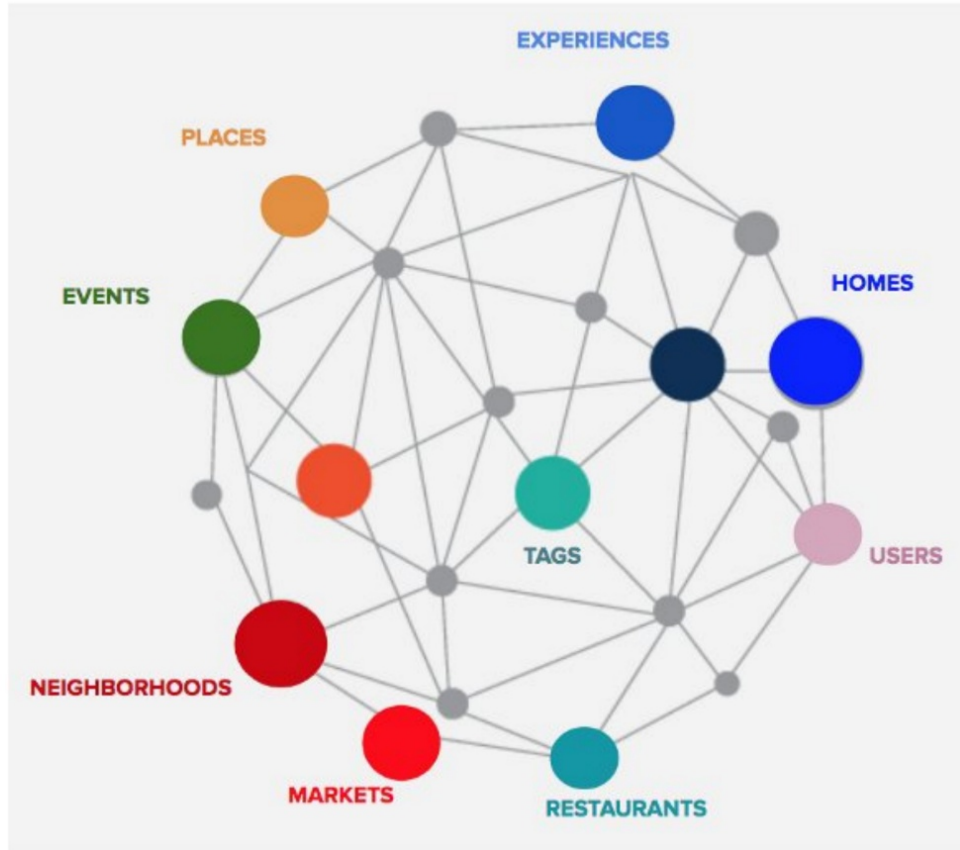 EXPERIENCES
PLACES
HOMES
EVENTS
TAGS
USERS
NEIGHBORHOODS
MARKETS
RESTAURANTS